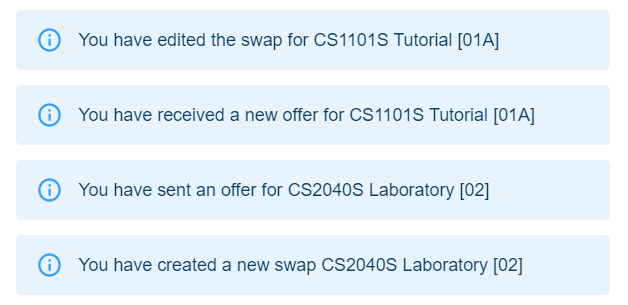 You have edited the swap for CS1101S Tutorial [01A]
You have received a new offer for CS1101S Tutorial [01A]
You have sent an offer for CS2040S Laboratory [02]
You have created a new swap CS2040S Laboratory [02]